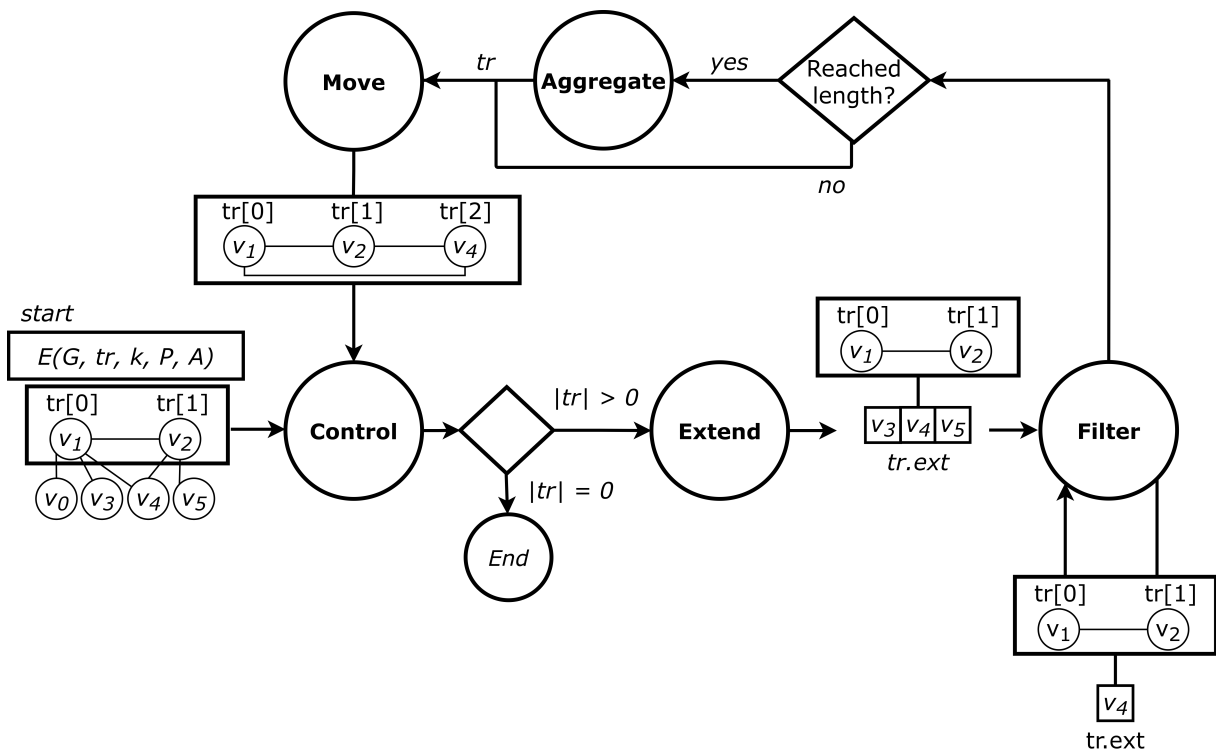 Move
tr
Aggregate
yes
Reached
length?
no
tr[0] tr[1] tr[2]
v1 v2 v4
start
E(G, tr, k, P, A)
tr[0] tr[1]
v1 v2
v0 v3 v4 v5
Control
|tr| > 0
|tr| = 0
End
Extend
tr[0] tr[1]
v1 v2
v3 v4 v5
tr.ext
Filter
tr[0] tr[1]
v1 v2
v4
tr.ext